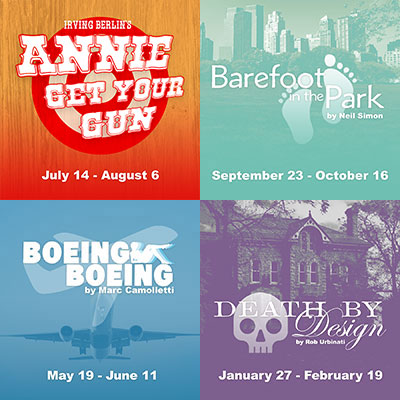 IRVING BERLIN'S
ANNIE
GET YOUR
GUN
July 14 - August 6
Barefoot
in the Park
by Neil Simon
September 23 - October 16
BOEING
BOEING
by Marc Camoletti
May 19 - June 11
DEATH BY
Design
by Rob Urbinati
January 27 - February 19